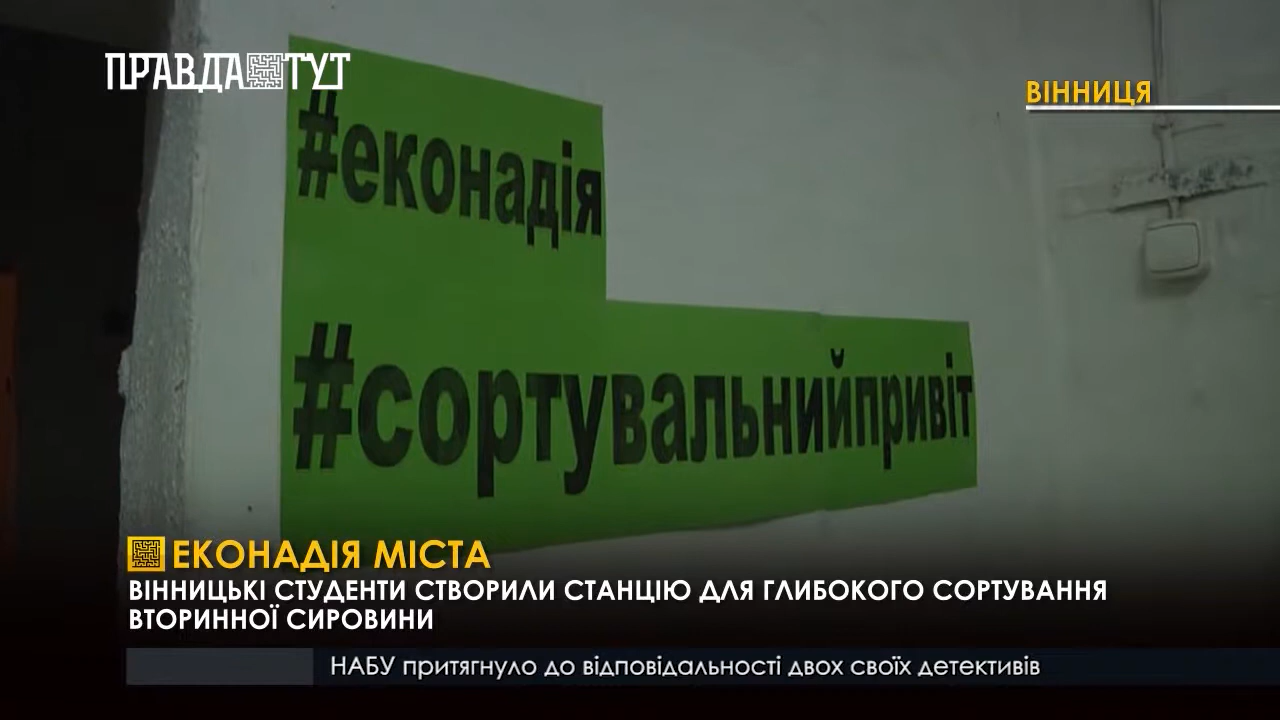 ПРАВДА ТУТ
ВІННИЦЯ
#еконадія
#сортувальнийпривіт
ЕКОНАДІЯ МІСТА
ВІННИЦЬКІ СТУДЕНТИ СТВОРИЛИ СТАНЦІЮ ДЛЯ ГЛИБОКОГО СОРТУВАННЯ
ВТОРИННОЇ СИРОВИНИ
НАБУ притягнуло до відповідальності двох своїх детективів